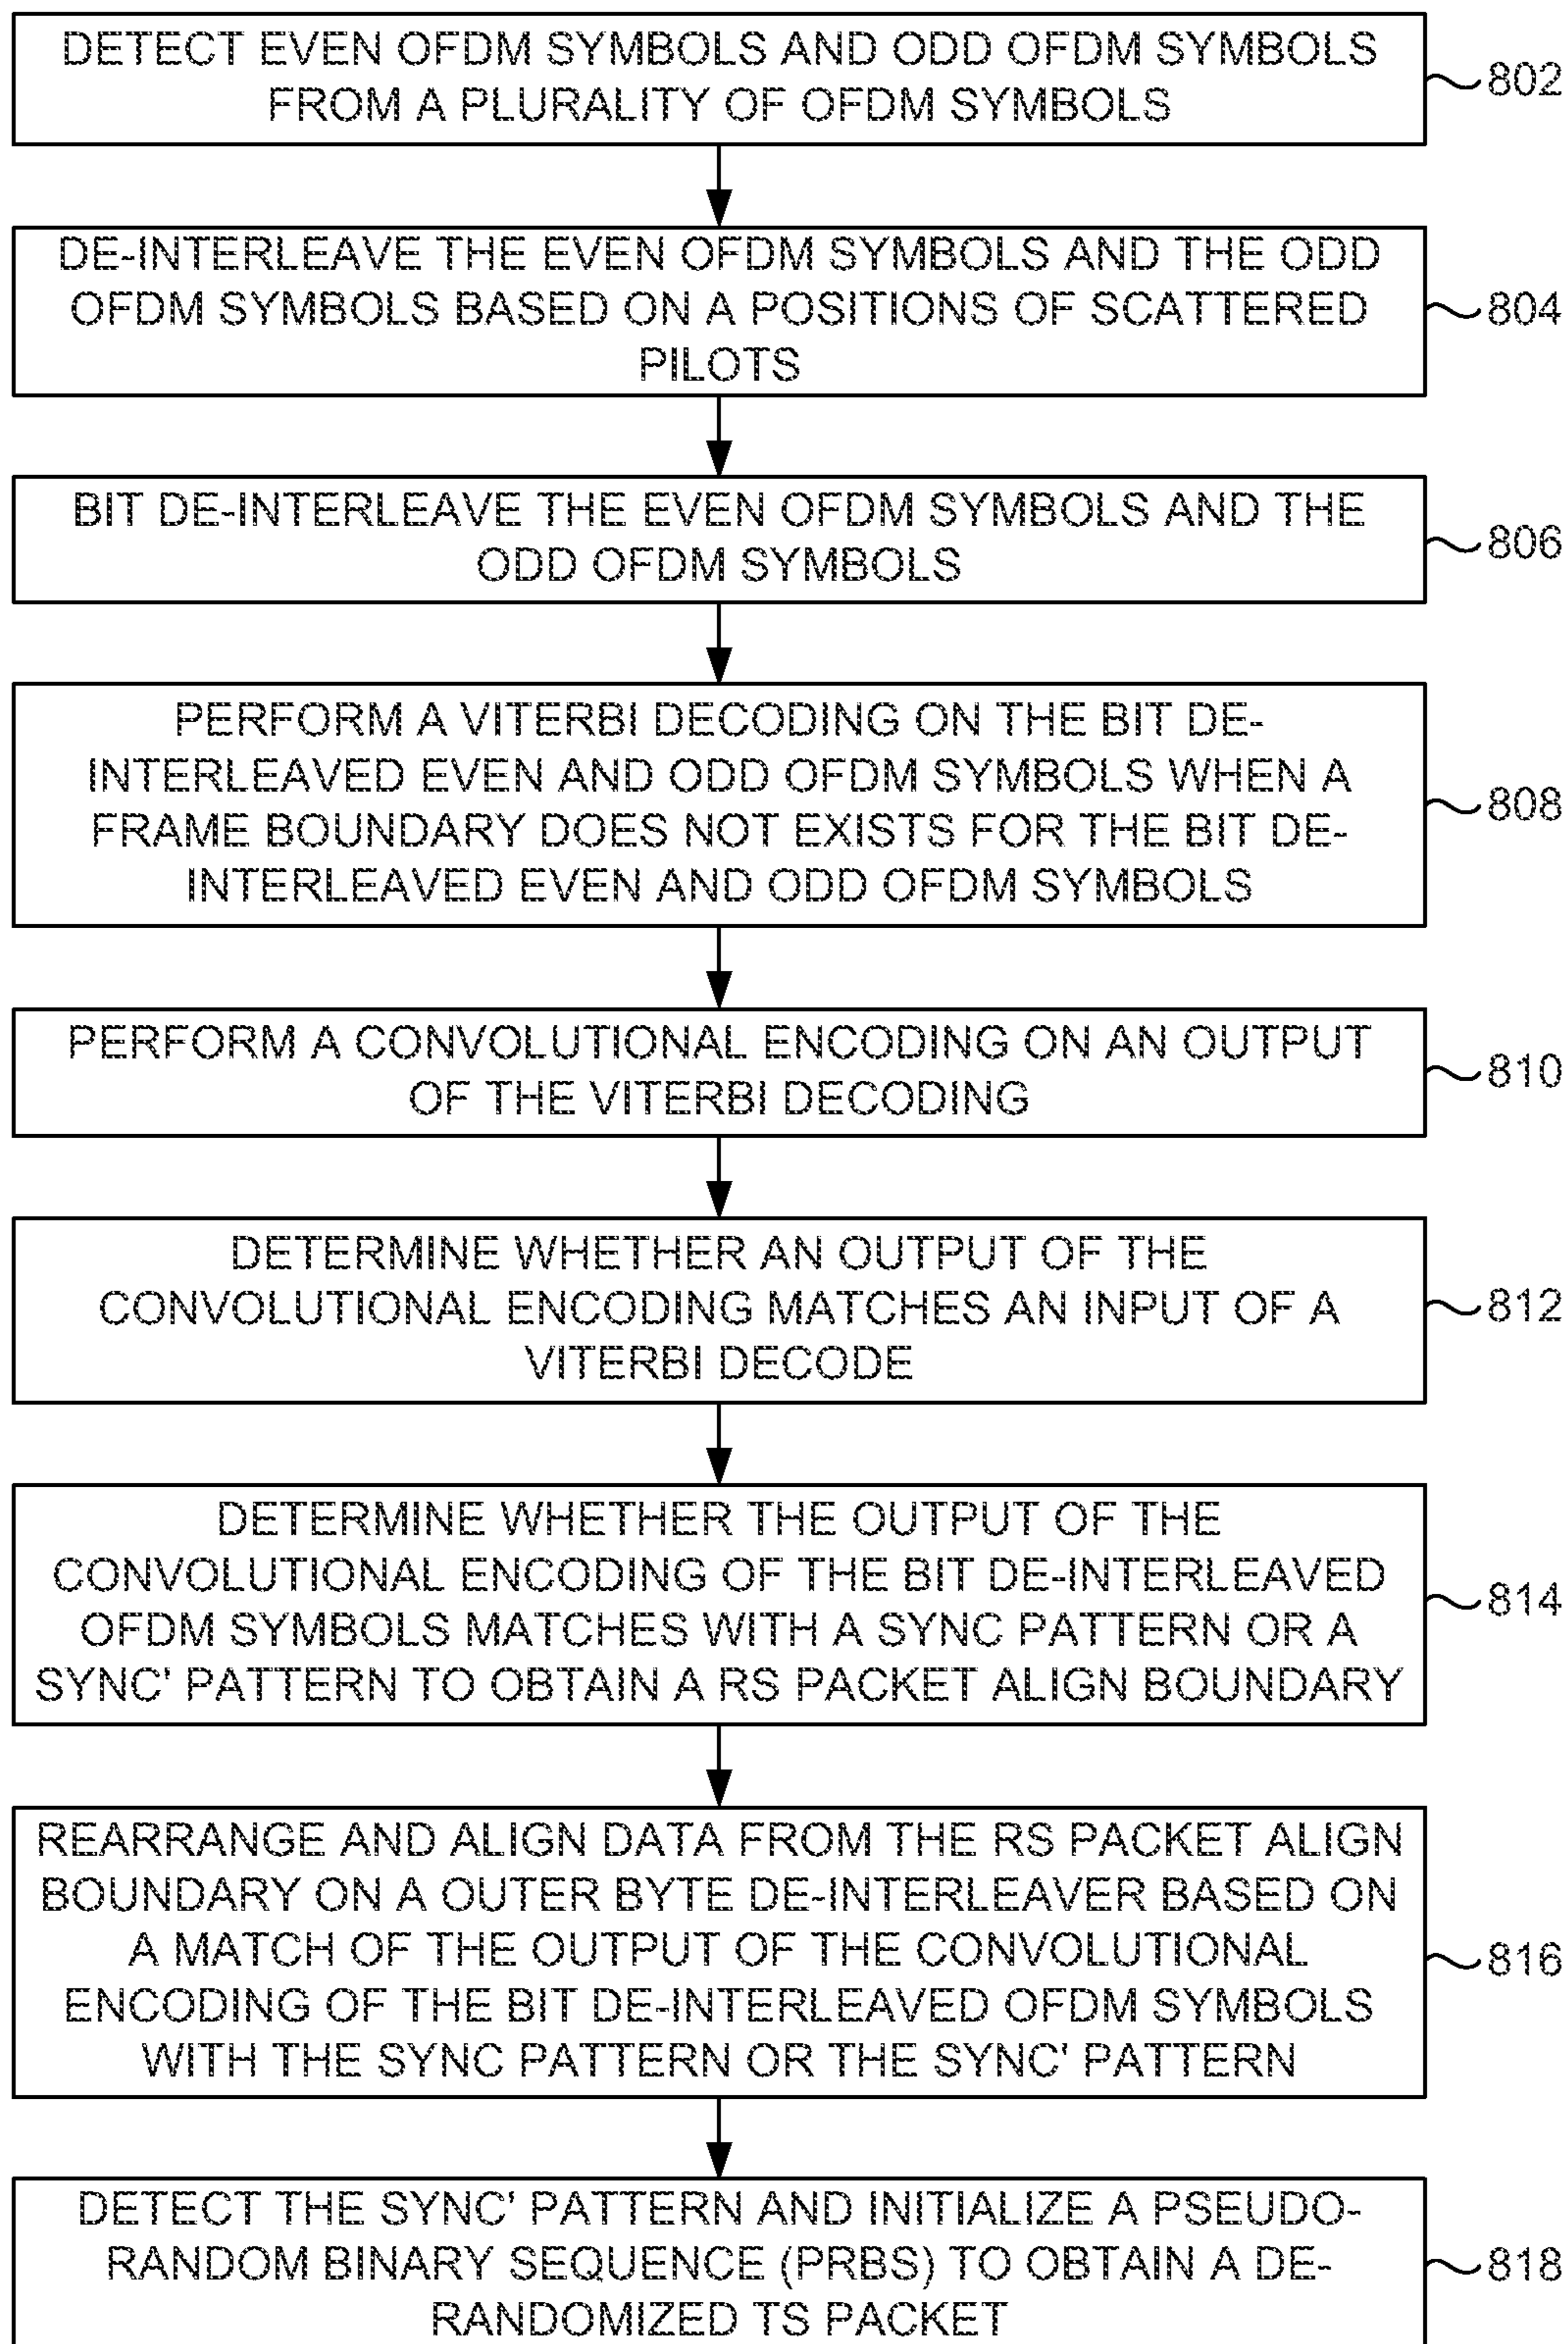 DETECT EVEN OFDM SYMBOLS AND ODD OFDM SYMBOLS
FROM A PLURALITY OF OFDM SYMBOLS
802
DE-INTERLEAVE THE EVEN OFDM SYMBOLS AND THE ODD
OFDM SYMBOLS BASED ON A POSITIONS OF SCATTERED
PILOTS
804
BIT DE-INTERLEAVE THE EVEN OFDM SYMBOLS AND THE
ODD OFDM SYMBOLS
806
PERFORM A VITERBI DECODING ON THE BIT DE-
INTERLEAVED EVEN AND ODD OFDM SYMBOLS WHEN A
FRAME BOUNDARY DOES NOT EXISTS FOR THE BIT DE-
INTERLEAVED EVEN AND ODD OFDM SYMBOLS
808
PERFORM A CONVOLUTIONAL ENCODING ON AN OUTPUT
OF THE VITERBI DECODING
810
DETERMINE WHETHER AN OUTPUT OF THE
CONVOLUTIONAL ENCODING MATCHES AN INPUT OF A
VITERBI DECODE
812
DETERMINE WHETHER THE OUTPUT OF THE
CONVOLUTIONAL ENCODING OF THE BIT DE-INTERLEAVED
OFDM SYMBOLS MATCHES WITH A SYNC PATTERN OR A
SYNC' PATTERN TO OBTAIN A RS PACKET ALIGN BOUNDARY
814
REARRANGE AND ALIGN DATA FROM THE RS PACKET ALIGN
BOUNDARY ON A OUTER BYTE DE-INTERLEAVER BASED ON
A MATCH OF THE OUTPUT OF THE CONVOLUTIONAL
ENCODING OF THE BIT DE-INTERLEAVED OFDM SYMBOLS
WITH THE SYNC PATTERN OR THE SYNC' PATTERN
816
DETECT THE SYNC' PATTERN AND INITIALIZE A PSEUDO-
RANDOM BINARY SEQUENCE (PRBS) TO OBTAIN A DE-
RANDOMIZED TS PACKET
818